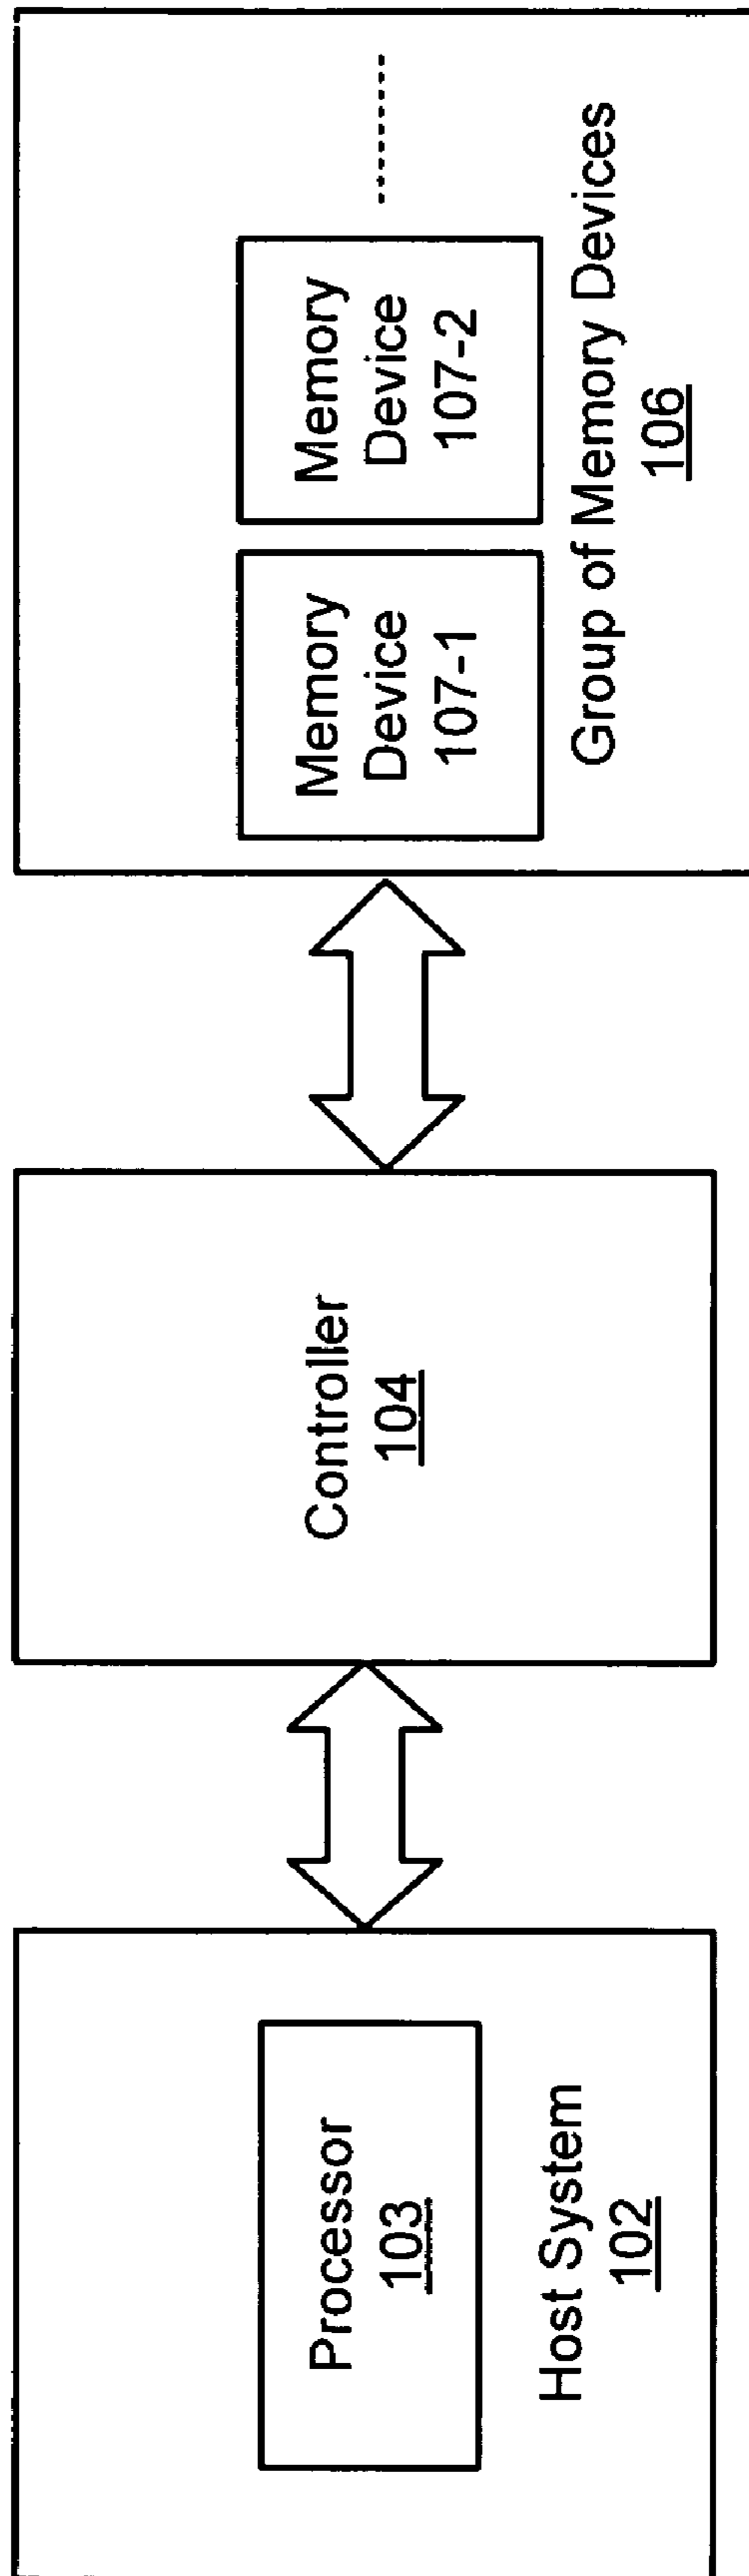 Processor
103
Host System
102
Controller
104
Memory
Device
107-1
Memory
Device
107-2
Group of Memory Devices
106